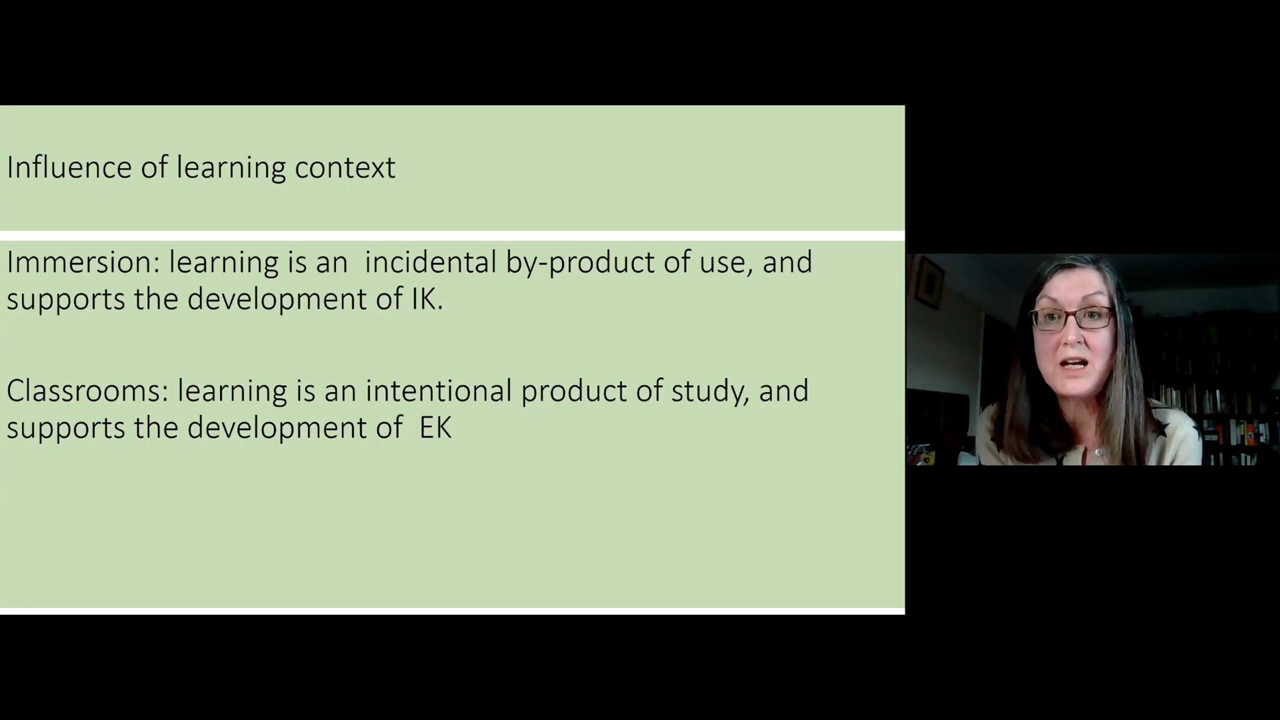 Influence of learning context
Immersion: learning is an  incidental by-product of use, and
supports the development of IK.
Classrooms: learning is an intentional product of study, and
supports the development of  EK